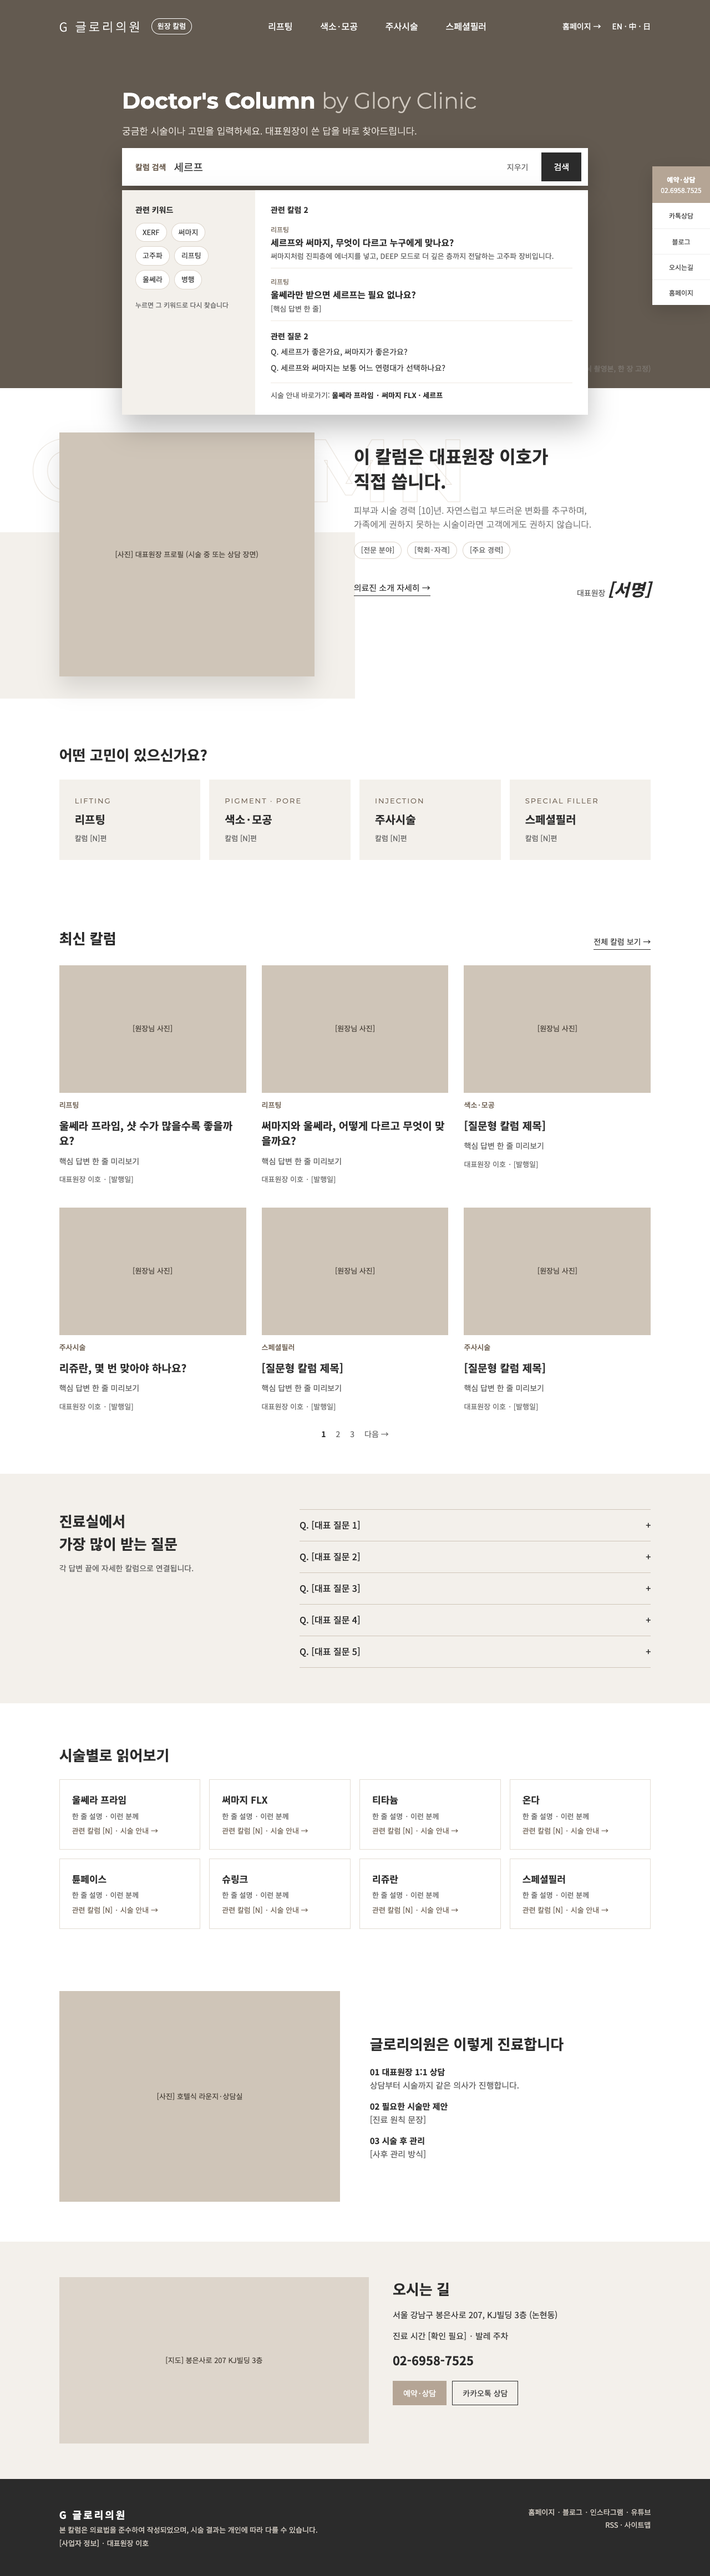 G 글로리의원 원장 칼럼 리프팅 색소·모공 주사시술 스페셜필러 홈페이지 → EN · 中 · 日
Doctor's Column by Glory Clinic
궁금한 시술이나 고민을 입력하세요. 대표원장이 쓴 답을 바로 찾아드립니다.
칼럼 검색 세르프 지우기 검색
예약·상담
02.6958.7525
카톡상담
블로그
오시는길
홈페이지
관련 키워드
XERF 써마지
고주파 리프팅
울쎄라 병행
누르면 그 키워드로 다시 찾습니다
관련 칼럼 2
리프팅
세르프와 써마지, 무엇이 다르고 누구에게 맞나요?
써마지처럼 진피층에 에너지를 넣고, DEEP 모드로 더 깊은 층까지 전달하는 고주파 장비입니다.
리프팅
울쎄라만 받으면 세르프는 필요 없나요?
[핵심 답변 한 줄]
관련 질문 2
Q. 세르프가 좋은가요, 써마지가 좋은가요?
Q. 세르프와 써마지는 보통 어느 연령대가 선택하나요?
시술 안내 바로가기: 울쎄라 프라임 · 써마지 FLX · 세르프
촬영분, 한 장 고정)
[사진] 대표원장 프로필 (시술 중 또는 상담 장면)
이 칼럼은 대표원장 이호가
직접 씁니다.
피부과 시술 경력 [10]년. 자연스럽고 부드러운 변화를 추구하며,
가족에게 권하지 못하는 시술이라면 고객에게도 권하지 않습니다.
[전문 분야] [학회·자격] [주요 경력]
의료진 소개 자세히 → 대표원장 [서명]
어떤 고민이 있으신가요?
LIFTING
리프팅
칼럼 [N]편
PIGMENT · PORE
색소·모공
칼럼 [N]편
INJECTION
주사시술
칼럼 [N]편
SPECIAL FILLER
스페셜필러
칼럼 [N]편
최신 칼럼 전체 칼럼 보기 →
[원장님 사진]
리프팅
울쎄라 프라임, 샷 수가 많을수록 좋을까
요?
핵심 답변 한 줄 미리보기
대표원장 이호 · [발행일]
[원장님 사진]
리프팅
써마지와 울쎄라, 어떻게 다르고 무엇이 맞
을까요?
핵심 답변 한 줄 미리보기
대표원장 이호 · [발행일]
[원장님 사진]
색소·모공
[질문형 칼럼 제목]
핵심 답변 한 줄 미리보기
대표원장 이호 · [발행일]
[원장님 사진]
주사시술
리쥬란, 몇 번 맞아야 하나요?
핵심 답변 한 줄 미리보기
대표원장 이호 · [발행일]
[원장님 사진]
스페셜필러
[질문형 칼럼 제목]
핵심 답변 한 줄 미리보기
대표원장 이호 · [발행일]
[원장님 사진]
주사시술
[질문형 칼럼 제목]
핵심 답변 한 줄 미리보기
대표원장 이호 · [발행일]
1 2 3 다음 →
진료실에서
가장 많이 받는 질문
각 답변 끝에 자세한 칼럼으로 연결됩니다.
Q. [대표 질문 1] +
Q. [대표 질문 2] +
Q. [대표 질문 3] +
Q. [대표 질문 4] +
Q. [대표 질문 5] +
시술별로 읽어보기
울쎄라 프라임
한 줄 설명 · 이런 분께
관련 칼럼 [N] · 시술 안내 →
써마지 FLX
한 줄 설명 · 이런 분께
관련 칼럼 [N] · 시술 안내 →
티타늄
한 줄 설명 · 이런 분께
관련 칼럼 [N] · 시술 안내 →
온다
한 줄 설명 · 이런 분께
관련 칼럼 [N] · 시술 안내 →
튠페이스
한 줄 설명 · 이런 분께
관련 칼럼 [N] · 시술 안내 →
슈링크
한 줄 설명 · 이런 분께
관련 칼럼 [N] · 시술 안내 →
리쥬란
한 줄 설명 · 이런 분께
관련 칼럼 [N] · 시술 안내 →
스페셜필러
한 줄 설명 · 이런 분께
관련 칼럼 [N] · 시술 안내 →
[사진] 호텔식 라운지·상담실
글로리의원은 이렇게 진료합니다
01 대표원장 1:1 상담
상담부터 시술까지 같은 의사가 진행합니다.
02 필요한 시술만 제안
[진료 원칙 문장]
03 시술 후 관리
[사후 관리 방식]
[지도] 봉은사로 207 KJ빌딩 3층
오시는 길
서울 강남구 봉은사로 207, KJ빌딩 3층 (논현동)
진료 시간 [확인 필요] · 발레 주차
02-6958-7525
예약·상담 카카오톡 상담
G 글로리의원
본 칼럼은 의료법을 준수하여 작성되었으며, 시술 결과는 개인에 따라 다를 수 있습니다.
[사업자 정보] · 대표원장 이호
홈페이지 · 블로그 · 인스타그램 · 유튜브
RSS · 사이트맵